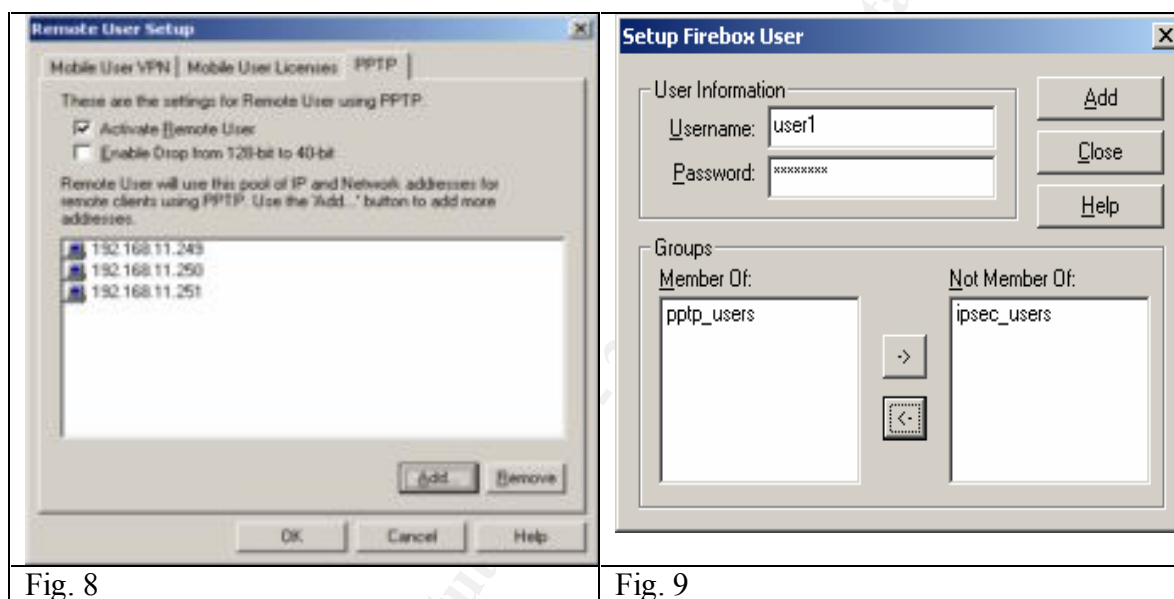 Remote User Setup
Mobile User VPN | Mobile User Licenses PPTP
These are the settings for Remote User using PPTP.
Activate Remote User
Enable Drop from 128-bit to 40-bit
Remote User will use this pool of IP and Network addresses for
remote clients using PPTP. Use the 'Add...' button to add more
addresses.
192.168.11.249
192.168.11.250
192.168.11.251
Add... Remove
OK Cancel Help
Fig. 8
Setup Firebox User
User Information
Username: user1
Password: ********
Add
Close
Help
Groups
Member Of:
pptp_users
->
<-
Not Member Of:
ipsec_users
Fig. 9